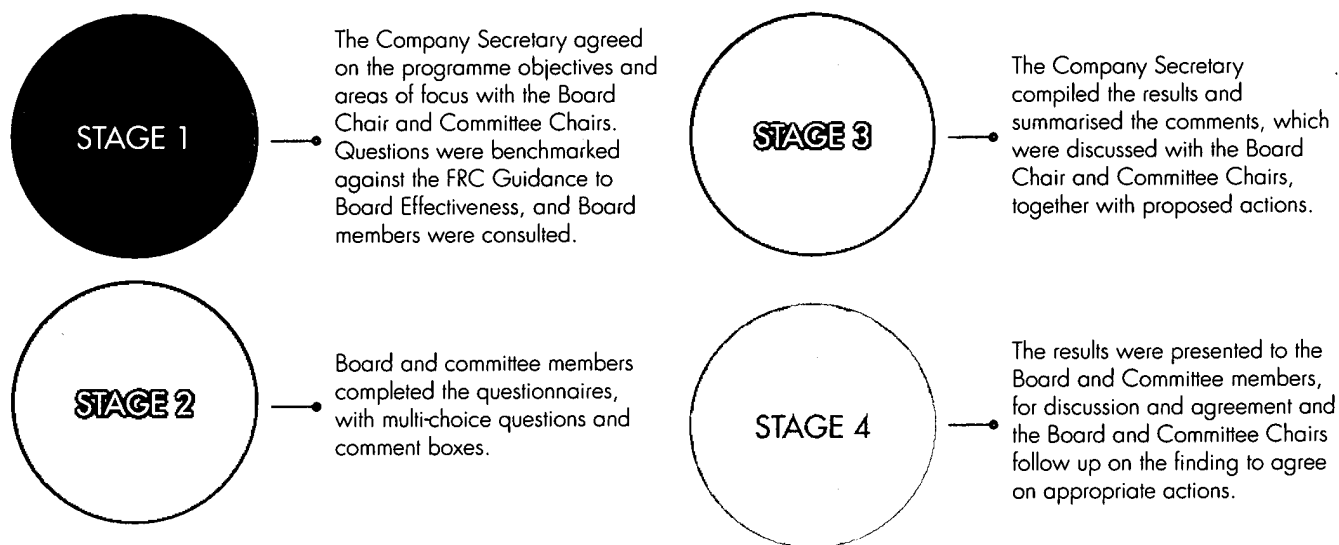 STAGE 1
The Company Secretary agreed
on the programme objectives and
areas of focus with the Board
Chair and Committee Chairs.
Questions were benchmarked
against the FRC Guidance to
Board Effectiveness, and Board
members were consulted.
STAGE 2
Board and committee members
completed the questionnaires,
with multi-choice questions and
comment boxes.
STAGE 3
The Company Secretary
compiled the results and
summarised the comments, which
were discussed with the Board
Chair and Committee Chairs,
together with proposed actions.
STAGE 4
The results were presented to the
Board and Committee members,
for discussion and agreement and
the Board and Committee Chairs
follow up on the finding to agree
on appropriate actions.